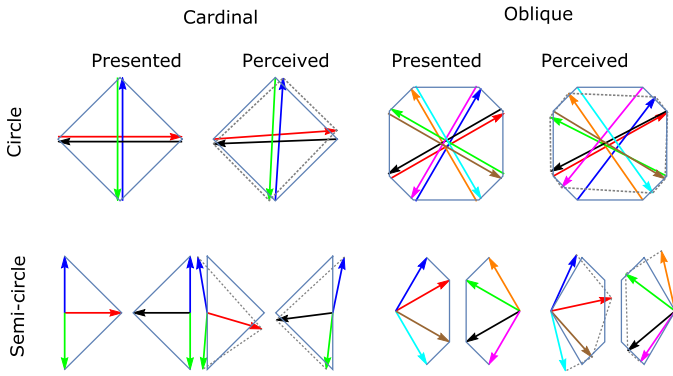 Cardinal
Oblique
Presented
Perceived
Presented
Perceived
Circle
Semi-circle